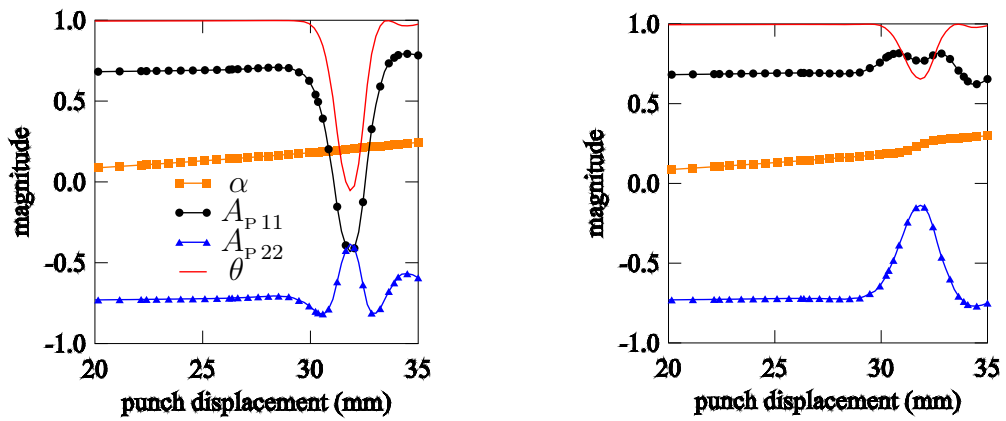 1.0
0.5
0.0
-0.5
-1.0
magnitude
α
A_P 11
A_P 22
θ
20 25 30 35
punch displacement (mm)
1.0
0.5
0.0
-0.5
-1.0
magnitude
20 25 30 35
punch displacement (mm)